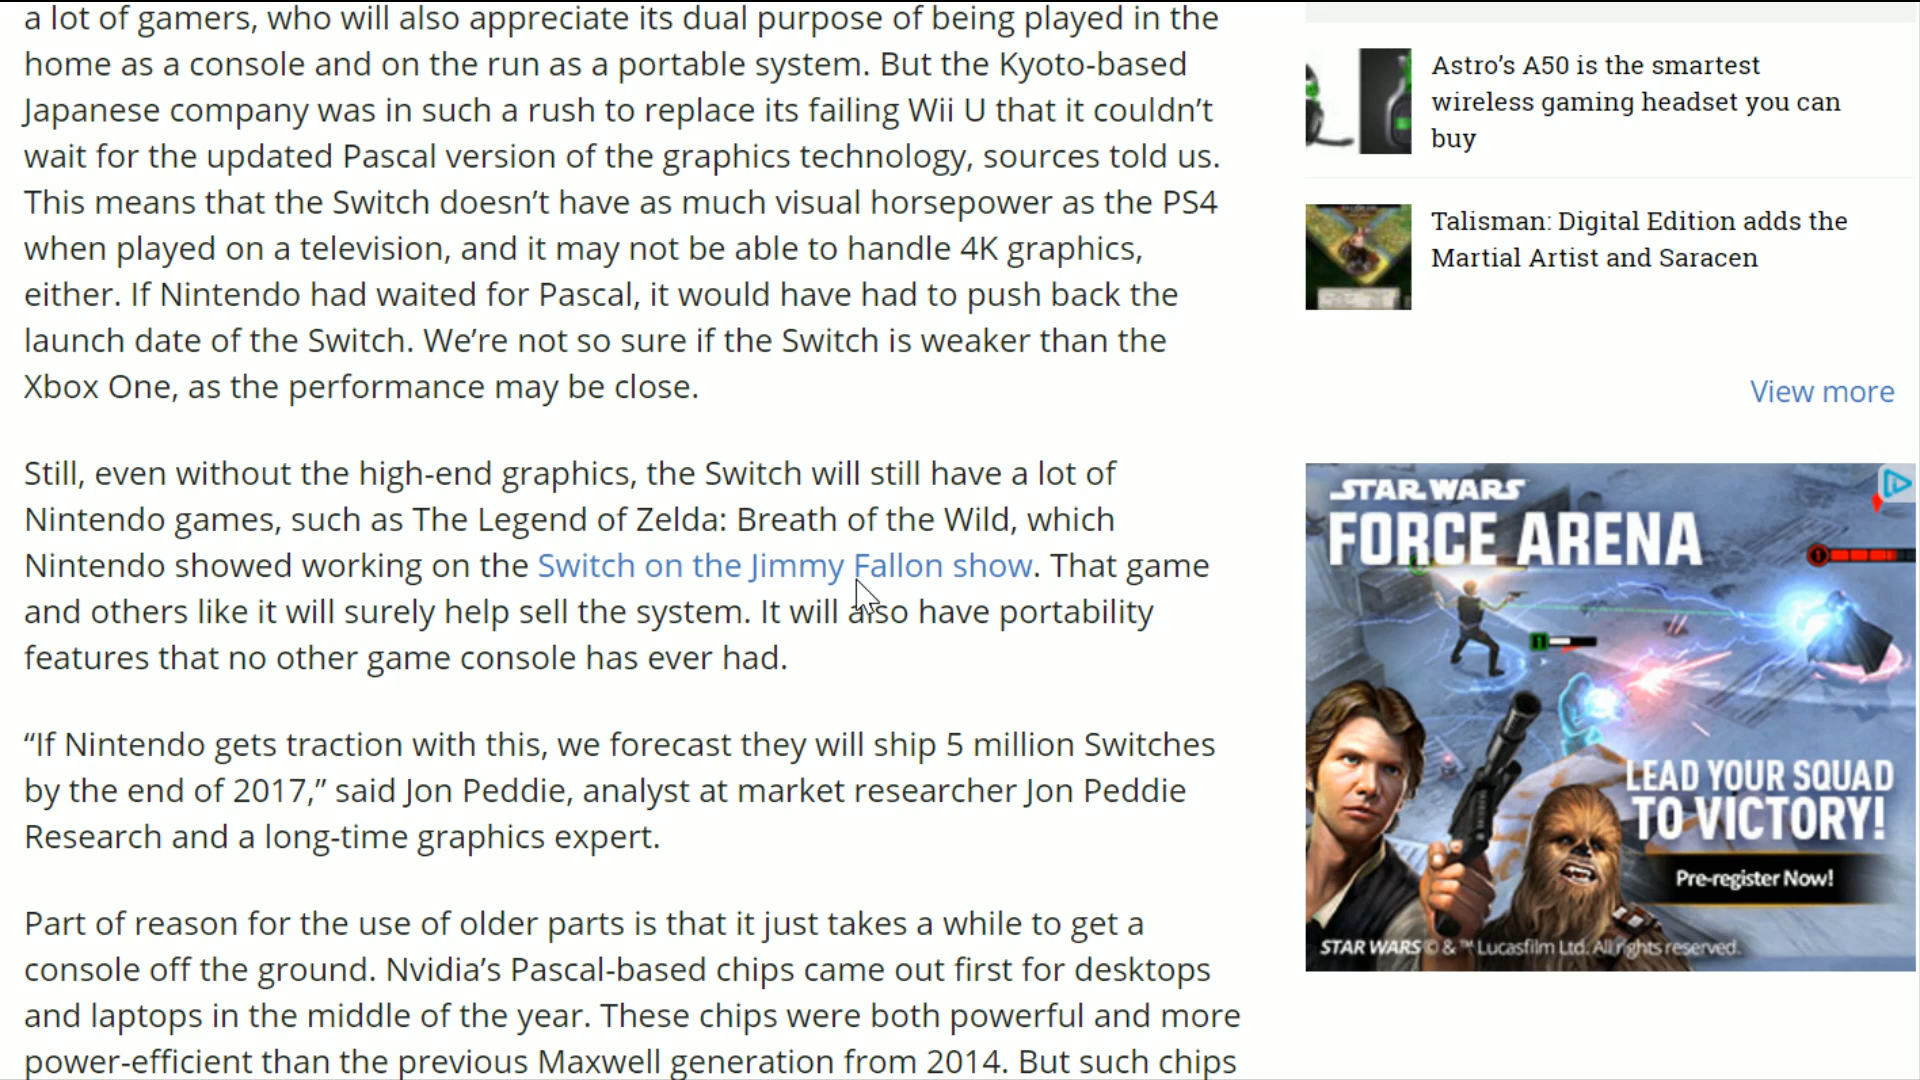 a lot of gamers, who will also appreciate its dual purpose of being played in the
home as a console and on the run as a portable system. But the Kyoto-based
Japanese company was in such a rush to replace its failing Wii U that it couldn’t
wait for the updated Pascal version of the graphics technology, sources told us.
This means that the Switch doesn’t have as much visual horsepower as the PS4
when played on a television, and it may not be able to handle 4K graphics,
either. If Nintendo had waited for Pascal, it would have had to push back the
launch date of the Switch. We’re not so sure if the Switch is weaker than the
Xbox One, as the performance may be close.
Still, even without the high-end graphics, the Switch will still have a lot of
Nintendo games, such as The Legend of Zelda: Breath of the Wild, which
Nintendo showed working on the Switch on the Jimmy Fallon show. That game
and others like it will surely help sell the system. It will also have portability
features that no other game console has ever had.
“If Nintendo gets traction with this, we forecast they will ship 5 million Switches
by the end of 2017,” said Jon Peddie, analyst at market researcher Jon Peddie
Research and a long-time graphics expert.
Part of reason for the use of older parts is that it just takes a while to get a
console off the ground. Nvidia’s Pascal-based chips came out first for desktops
and laptops in the middle of the year. These chips were both powerful and more
power-efficient than the previous Maxwell generation from 2014. But such chips
Astro’s A50 is the smartest
wireless gaming headset you can
buy
Talisman: Digital Edition adds the
Martial Artist and Saracen
View more
STAR WARS
FORCE ARENA
1
LEAD YOUR SQUAD
TO VICTORY!
Pre-register Now!
STAR WARS © & ™ Lucasfilm Ltd. All rights reserved.